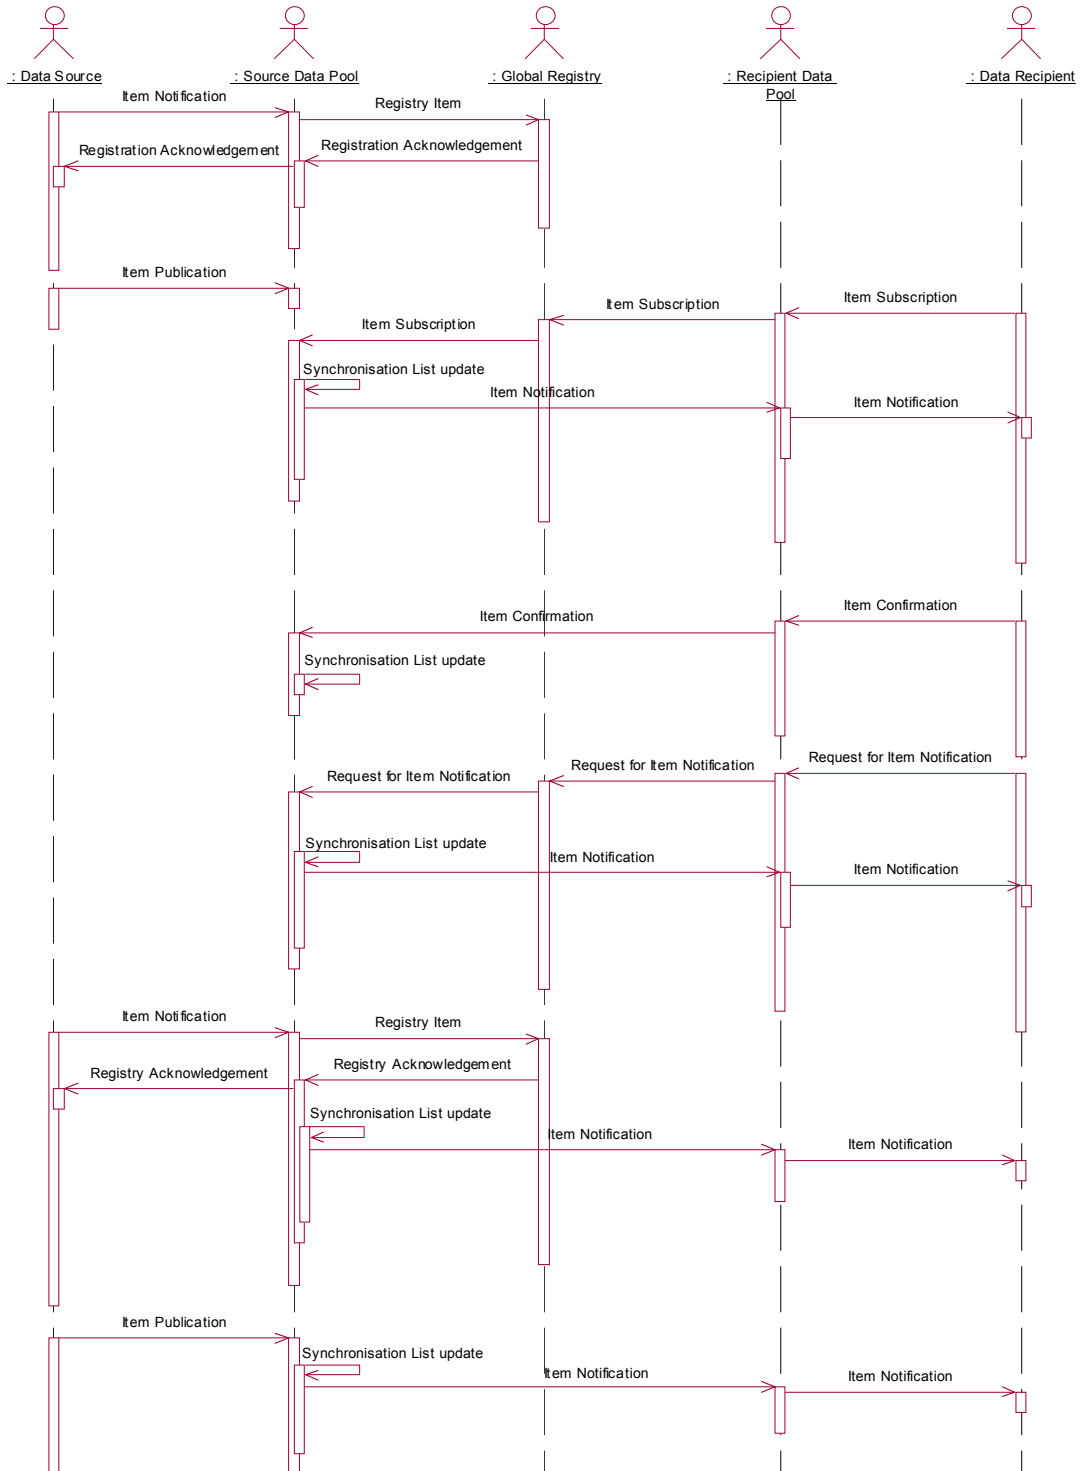 : Data Source
: Source Data Pool
: Global Registry
: Recipient Data
Pool
: Data Recipient
Item Notification
Registry Item
Registration Acknowledgement
Registration Acknowledgement
Item Publication
Item Subscription
Item Subscription
Item Subscription
Synchronisation List update
Item Notification
Item Notification
Item Confirmation
Item Confirmation
Synchronisation List update
Request for Item Notification
Request for Item Notification
Request for Item Notification
Synchronisation List update
Item Notification
Item Notification
Item Notification
Registry Item
Registry Acknowledgement
Registry Acknowledgement
Synchronisation List update
Item Notification
Item Notification
Item Publication
Synchronisation List update
Item Notification
Item Notification